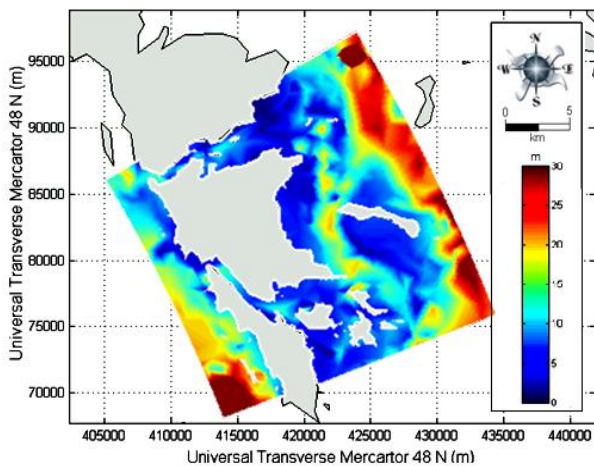 Universal Transverse Mercartor 48 N (m)
95000
90000
85000
80000
75000
70000
405000 410000 415000 420000 425000 430000 435000 440000
Universal Transverse Mercartor 48 N (m)
N
W E
S
0 5
km
m
30
25
20
15
10
5
0